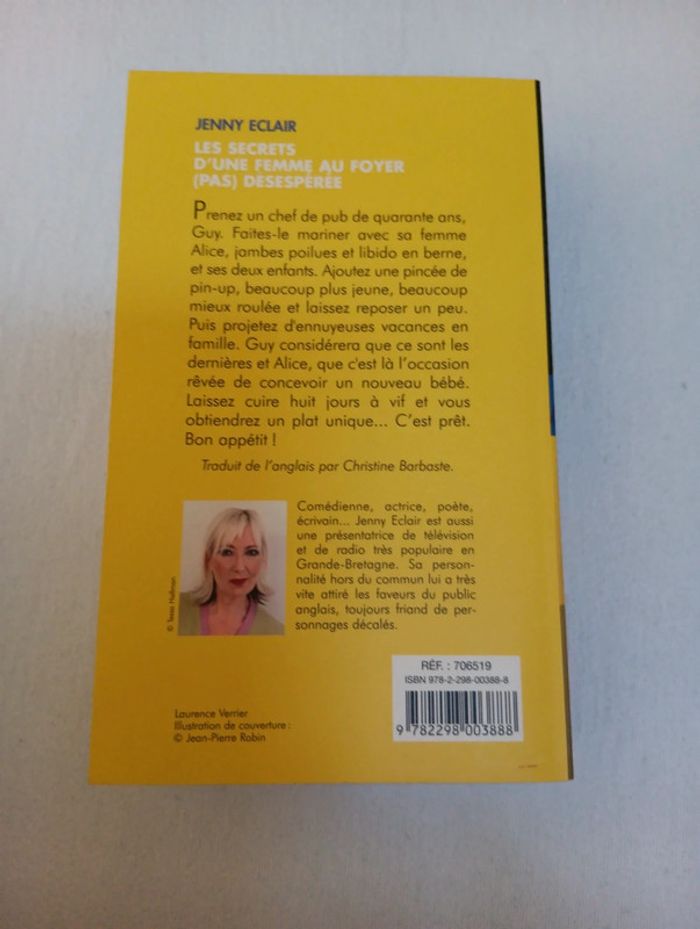 JENNY ECLAIR
LES SECRETS
D'UNE FEMME AU FOYER
(PAS) DESESPÉRÉE
Prenez un chef de pub de quarante ans,
Guy. Faites-le mariner avec sa femme
Alice, jambes poilues et libido en berne,
et ses deux enfants. Ajoutez une pincée de
pin-up, beaucoup plus jeune, beaucoup
mieux roulée et laissez reposer un peu.
Puis projetez d'ennuyeuses vacances en
famille. Guy considérera que ce sont les
dernières et Alice, que c'est là l'occasion
rêvée de concevoir un nouveau bébé.
Laissez cuire huit jours à vif et vous
obtiendrez un plat unique... C'est prêt.
Bon appétit !
Traduit de l'anglais par Christine Barbaste.
Comédienne, actrice, poète,
écrivain... Jenny Eclair est aussi
une présentatrice de télévision
et de radio très populaire en
Grande-Bretagne. Sa person-
nalité hors du commun lui a très
vite attiré les faveurs du public
anglais, toujours friand de per-
sonnages décalés.
©
RÉF. : 706519
ISBN 978-2-298-00388-8
9 782298 003888
Laurence Verrier
Illustration de couverture :
© Jean-Pierre Robin